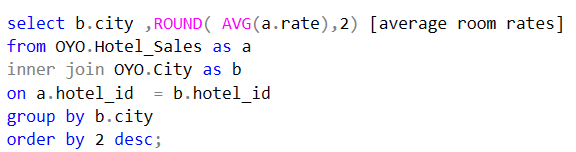 select b.city ,ROUND( AVG(a.rate),2) [average room rates]
from OYO.Hotel_Sales as a
inner join OYO.City as b
on a.hotel_id  = b.hotel_id
group by b.city
order by 2 desc;